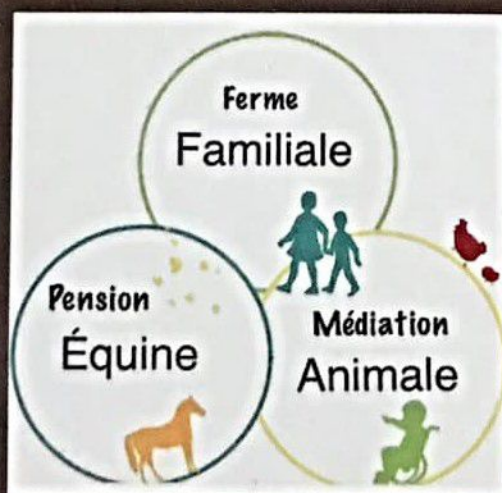 Ferme
Familiale
Pension
Équine
Médiation
Animale